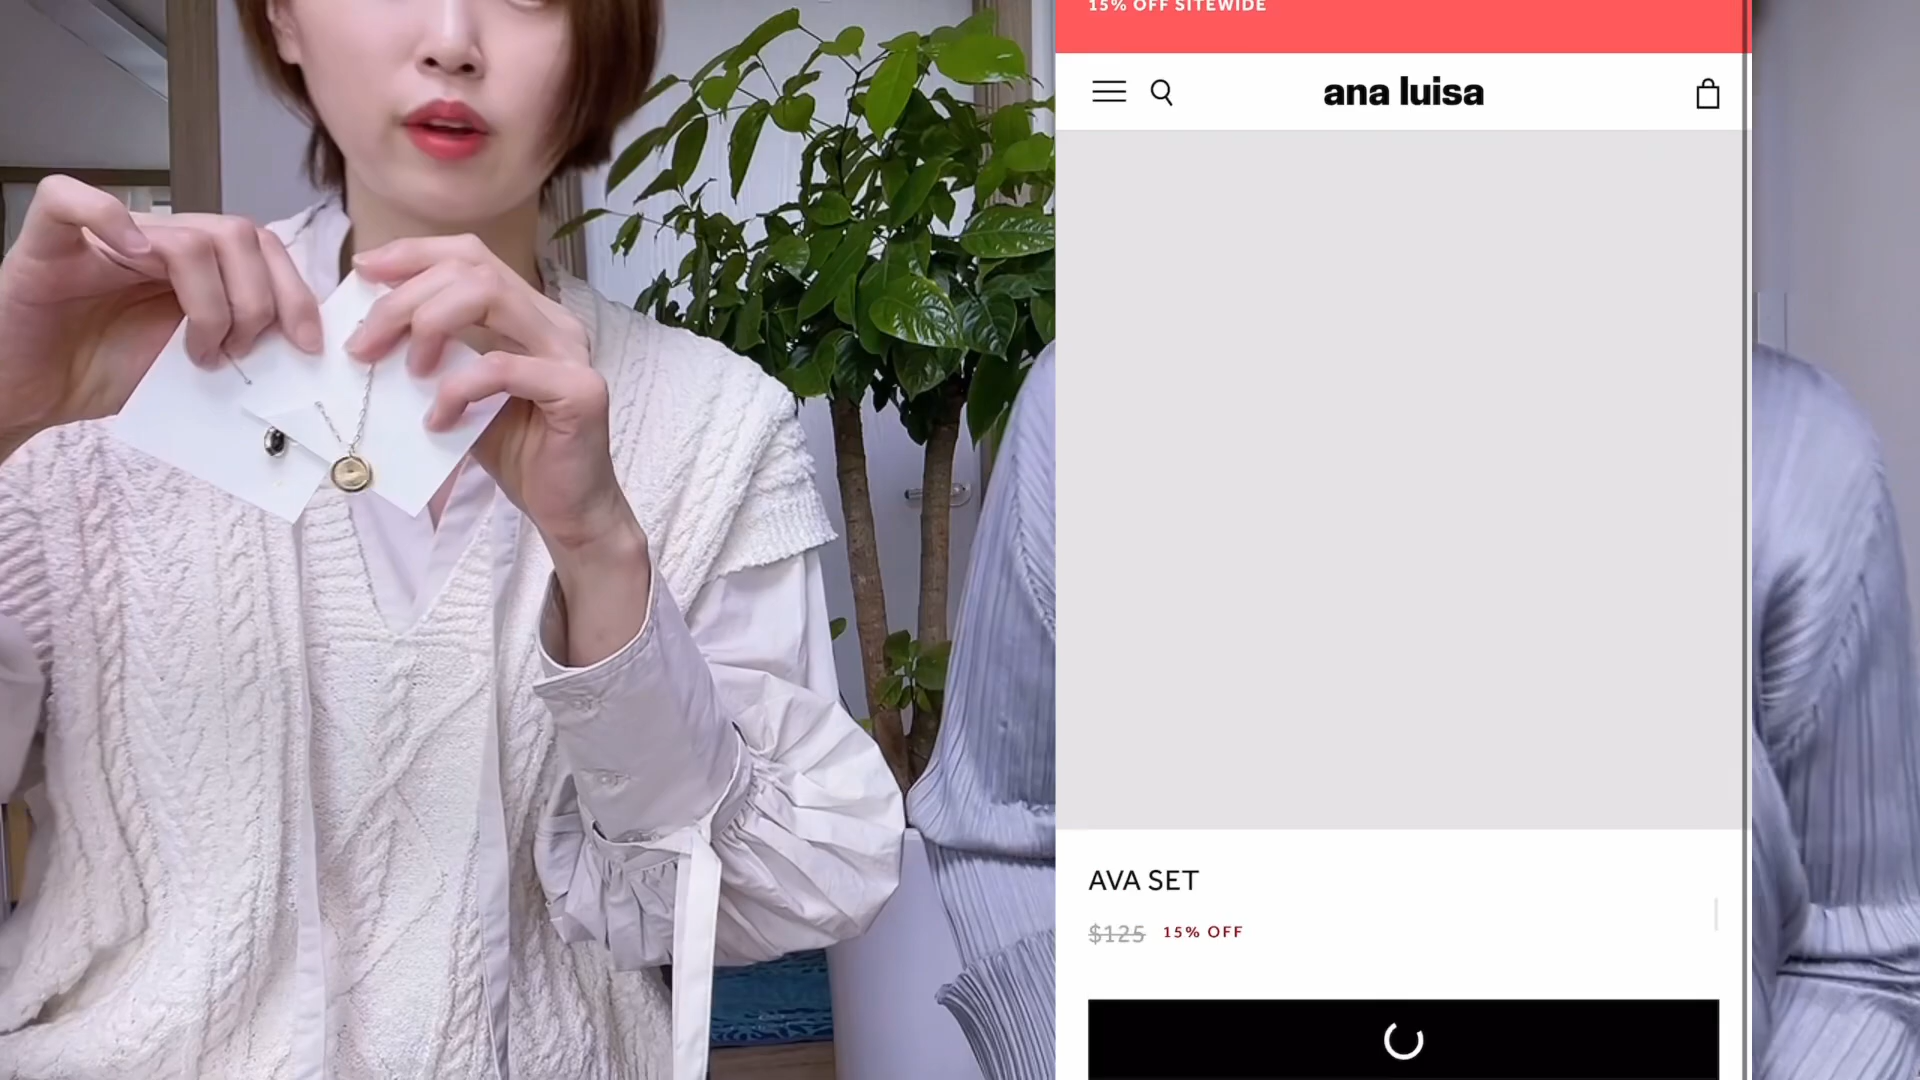 15% OFF SITEWIDE
ana luisa
AVA SET
$125 15% OFF